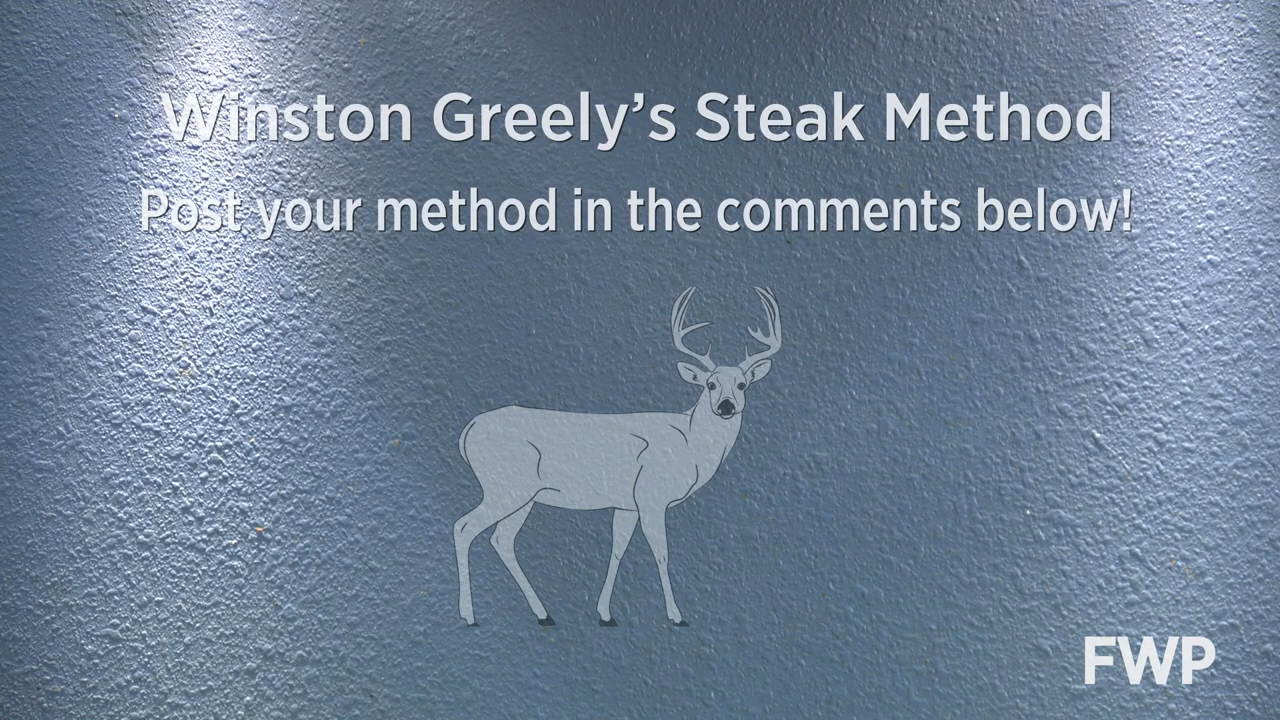 Winston Greely’s Steak Method
Post your method in the comments below!
FWP